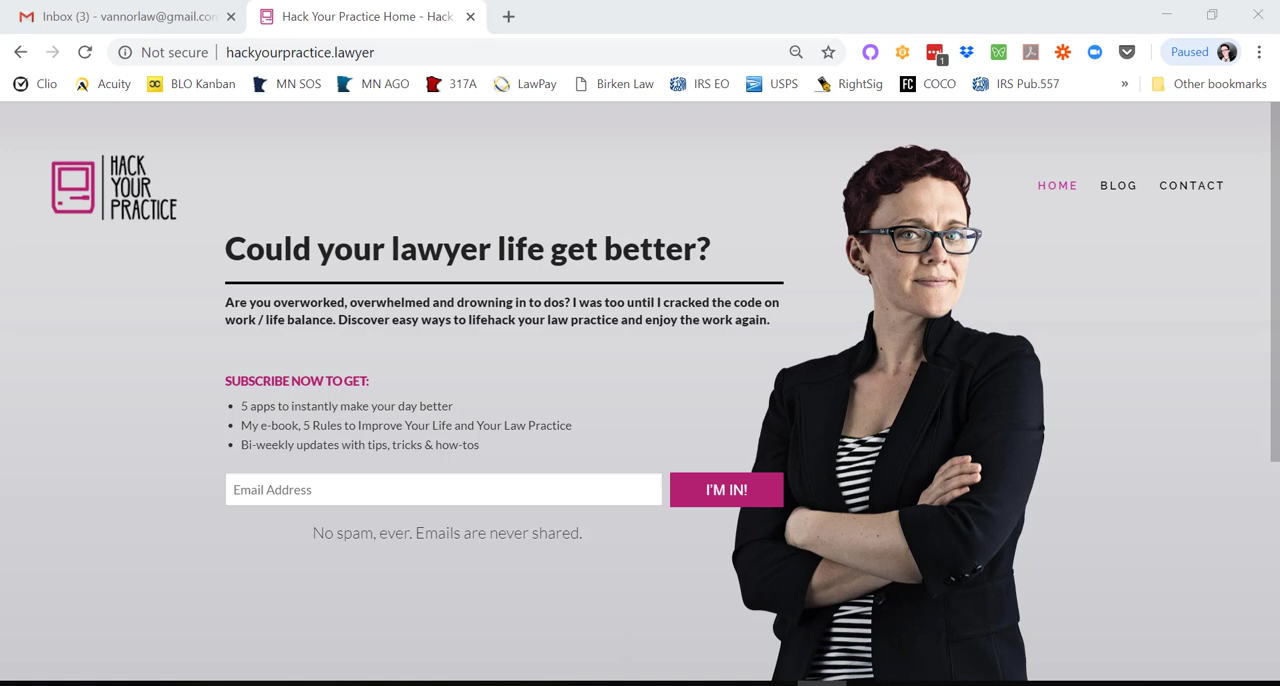 Inbox (3) - vannorlaw@gmail.com
Hack Your Practice Home - Hack
Not secure | hackyourpractice.lawyer
1
Paused
Clio
Acuity
BLO Kanban
MN SOS
MN AGO
317A
LawPay
Birken Law
IRS EO
USPS
RightSig
FC
COCO
IRS Pub.557
»
Other bookmarks
HACK
YOUR
PRACTICE
HOME BLOG CONTACT
Could your lawyer life get better?
Are you overworked, overwhelmed and drowning in to dos? I was too until I cracked the code on
work / life balance. Discover easy ways to lifehack your law practice and enjoy the work again.
SUBSCRIBE NOW TO GET:
• 5 apps to instantly make your day better
• My e-book, 5 Rules to Improve Your Life and Your Law Practice
• Bi-weekly updates with tips, tricks & how-tos
Email Address
I'M IN!
No spam, ever. Emails are never shared.